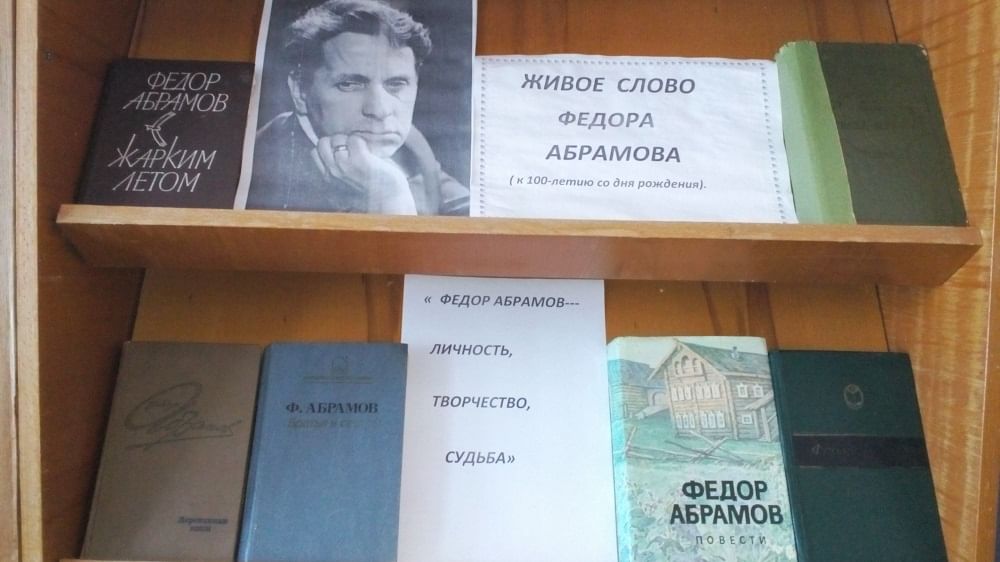 ФЕДОР
АБРАМОВ
ЖАРКИМ
ЛЕТОМ
ЖИВОЕ СЛОВО
ФЕДОРА
АБРАМОВА
( к 100-летию со дня рождения).
« ФЕДОР АБРАМОВ---
ЛИЧНОСТЬ,
ТВОРЧЕСТВО,
СУДЬБА»
Ф. АБРАМОВ
ФЕДОР
АБРАМОВ
ПОВЕСТИ